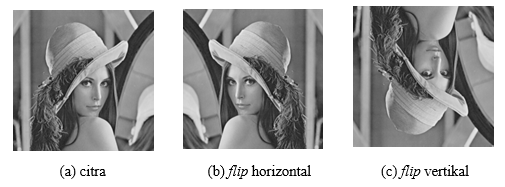 (a) citra
(b) flip horizontal
(c) flip vertikal